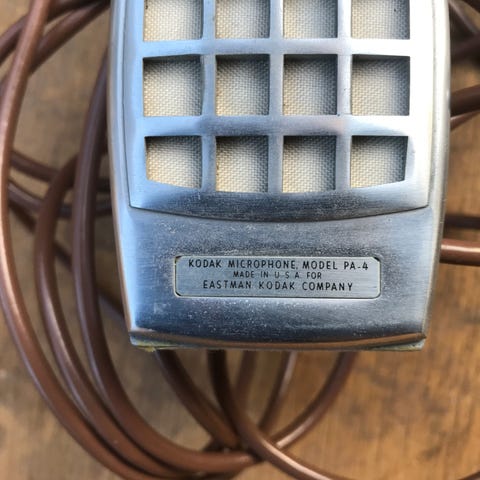 KODAK MICROPHONE, MODEL PA-4
MADE IN U.S.A. FOR
EASTMAN KODAK COMPANY